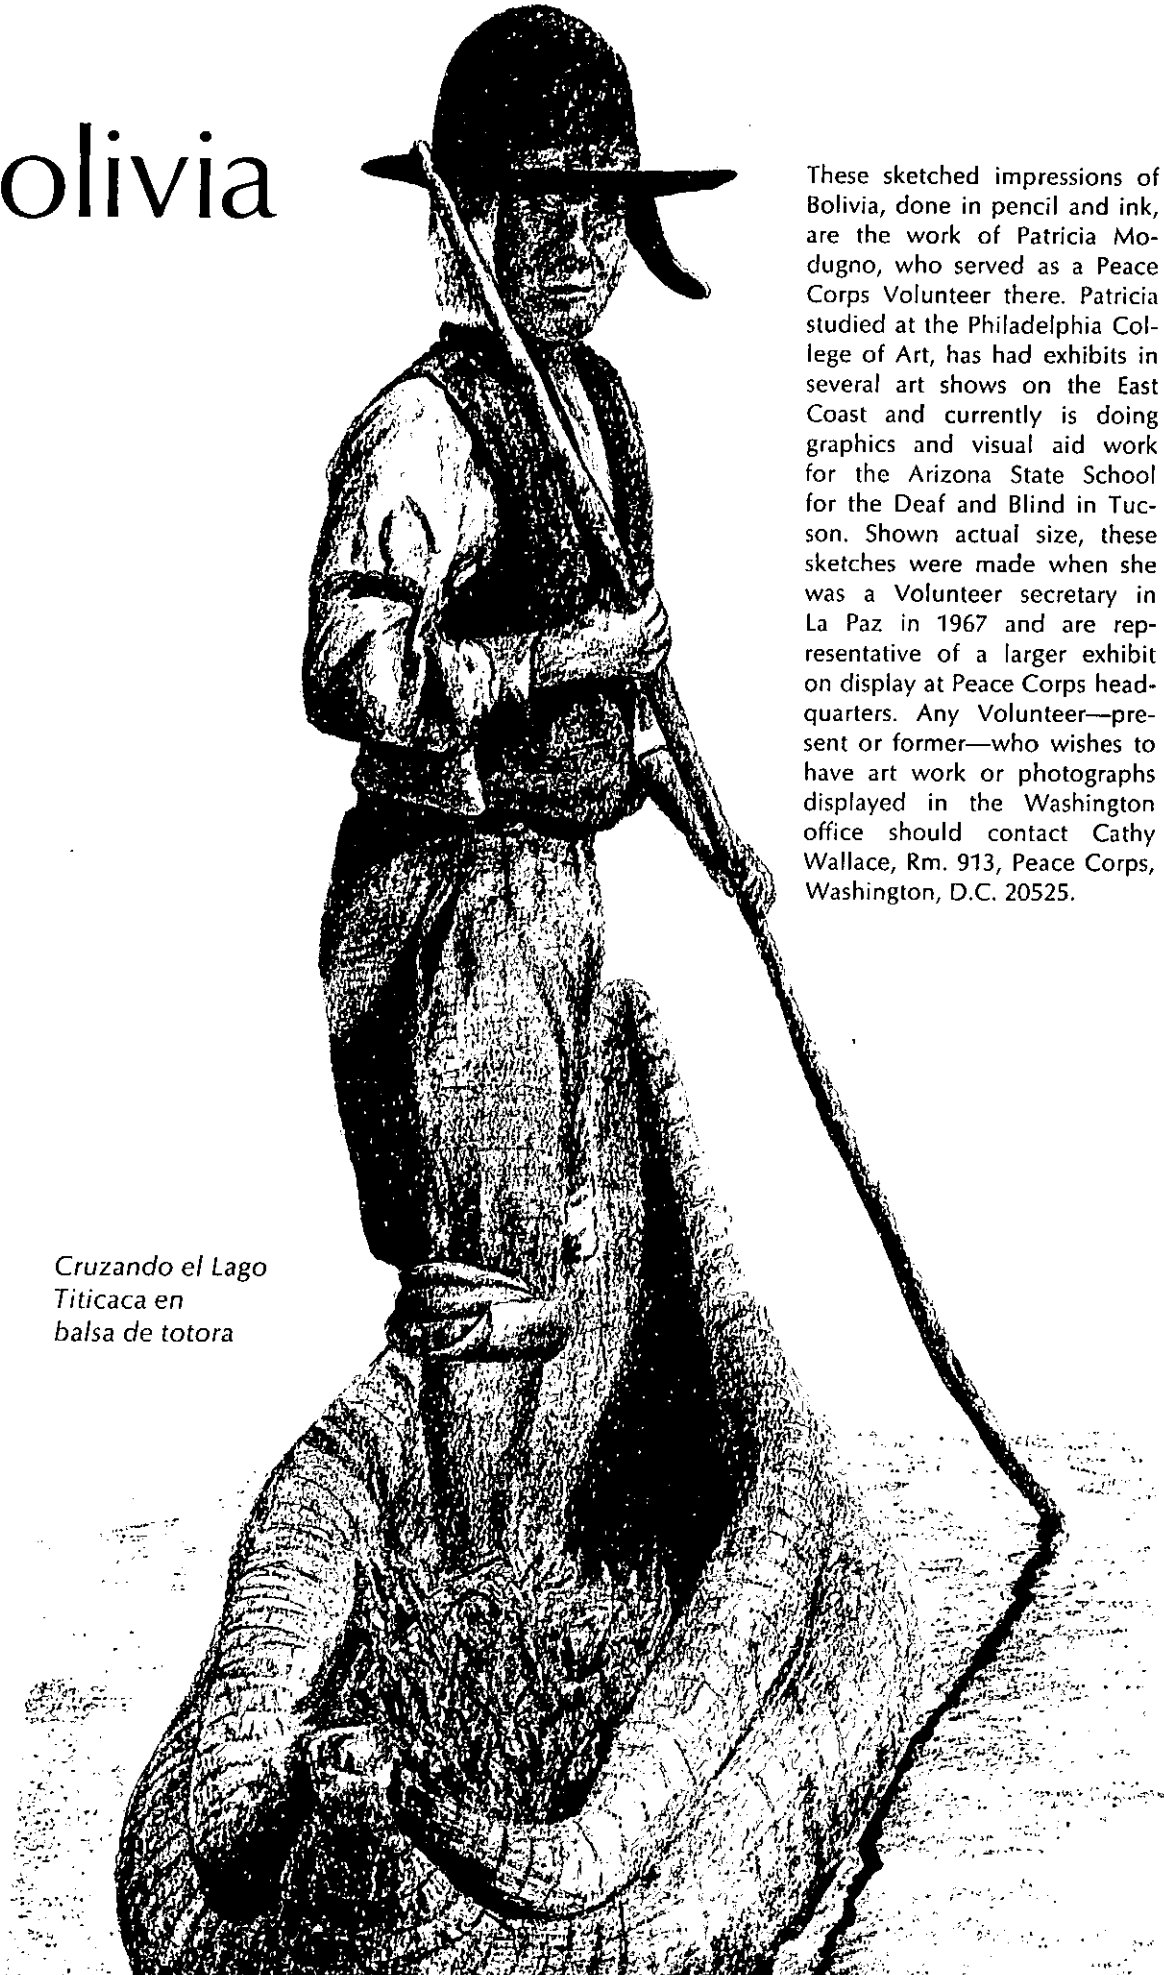 olivia
These sketched impressions of
Bolivia, done in pencil and ink,
are the work of Patricia Mo-
dugno, who served as a Peace
Corps Volunteer there. Patricia
studied at the Philadelphia Col-
lege of Art, has had exhibits in
several art shows on the East
Coast and currently is doing
graphics and visual aid work
for the Arizona State School
for the Deaf and Blind in Tuc-
son. Shown actual size, these
sketches were made when she
was a Volunteer secretary in
La Paz in 1967 and are rep-
resentative of a larger exhibit
on display at Peace Corps head-
quarters. Any Volunteer—pre-
sent or former—who wishes to
have art work or photographs
displayed in the Washington
office should contact Cathy
Wallace, Rm. 913, Peace Corps,
Washington, D.C. 20525.
Cruzando el Lago
Titicaca en
balsa de totora